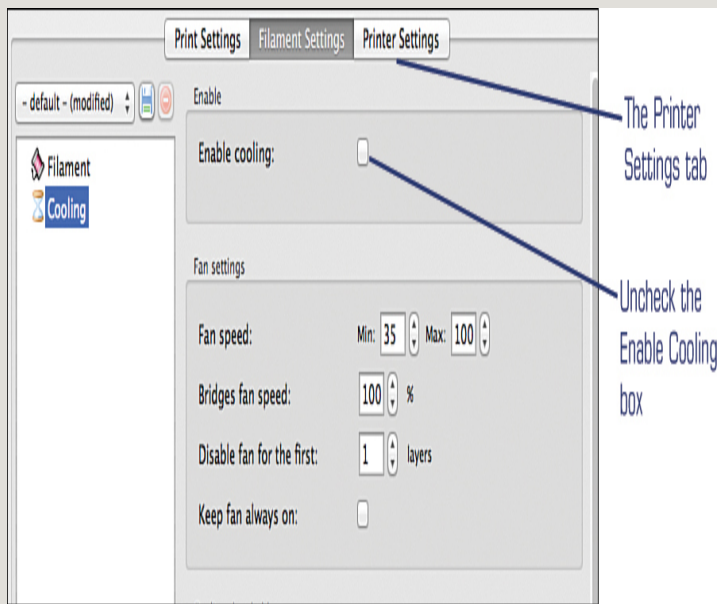 Print Settings Filament Settings Printer Settings
- default - (modified)
Filament
Cooling
Enable
Enable cooling:
Fan settings
Fan speed: Min: 35 Max: 100
Bridges fan speed: 100 %
Disable fan for the first: 1 layers
Keep fan always on:
The Printer
Settings tab
Uncheck the
Enable Cooling
box